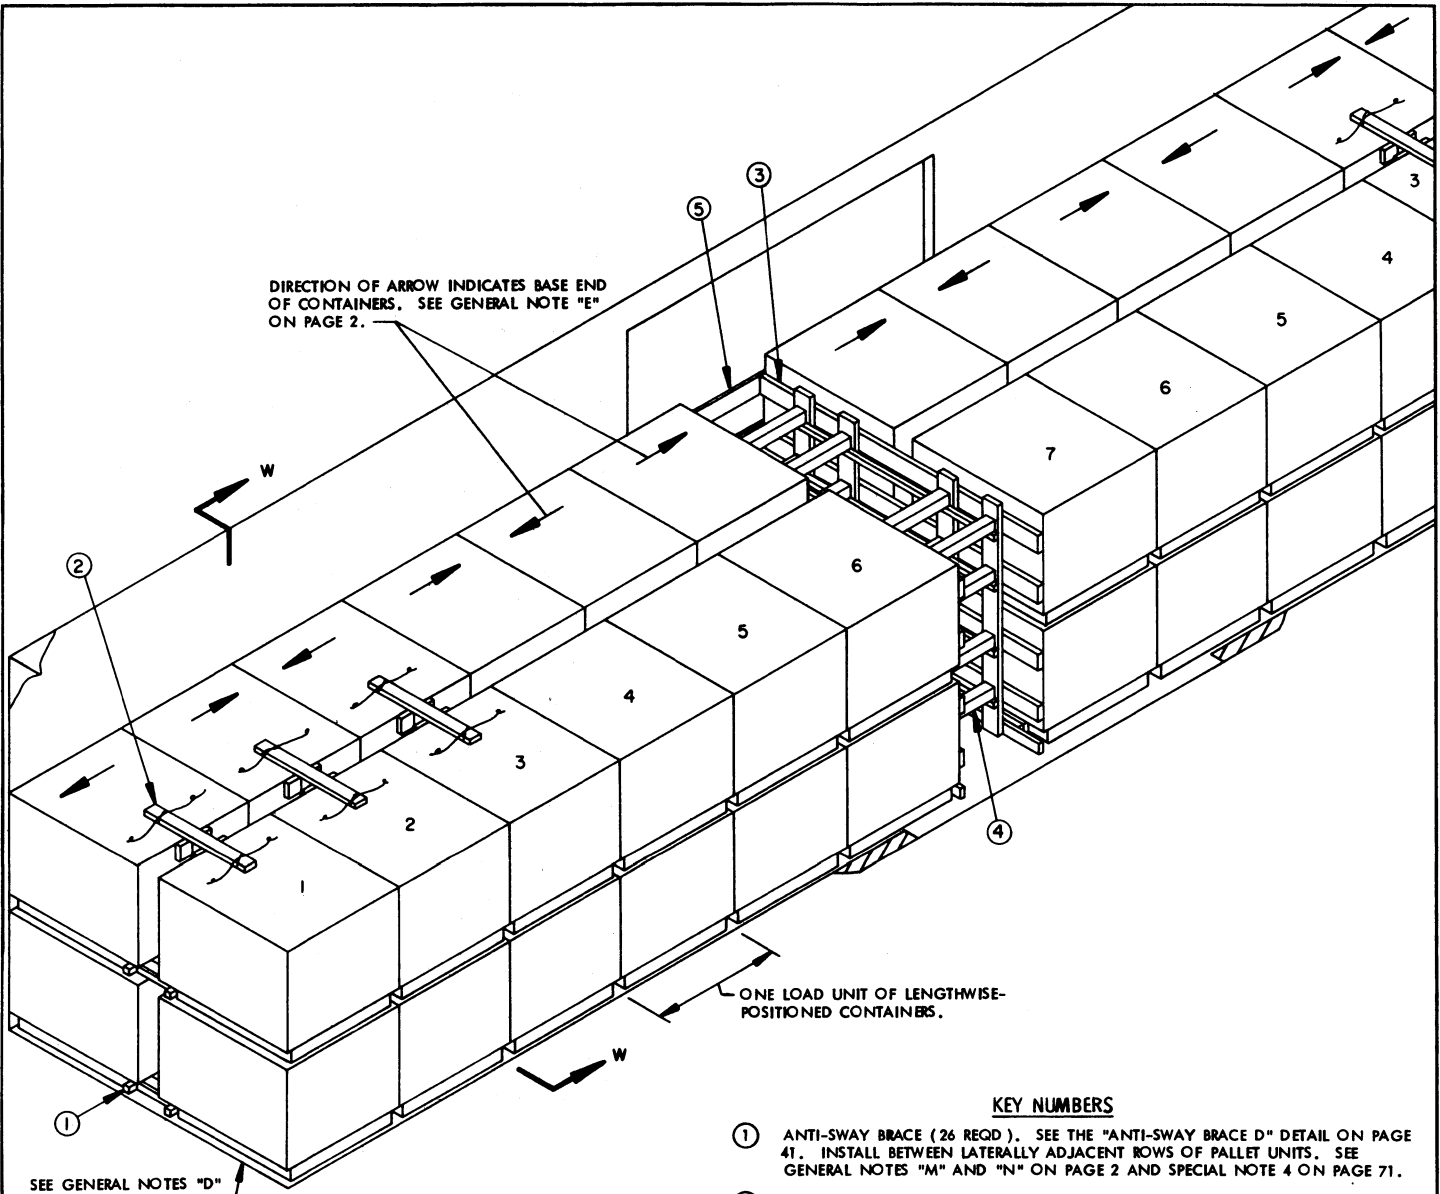 3
3
4
5
5
DIRECTION OF ARROW INDICATES BASE END
OF CONTAINERS. SEE GENERAL NOTE "E"
ON PAGE 2.
6
7
W
2
6
5
4
3
2
4
1
ONE LOAD UNIT OF LENGTHWISE-
POSITIONED CONTAINERS.
W
1
SEE GENERAL NOTES "D"
KEY NUMBERS
1 ANTI-SWAY BRACE (26 REQD). SEE THE "ANTI-SWAY BRACE D" DETAIL ON PAGE
41. INSTALL BETWEEN LATERALLY ADJACENT ROWS OF PALLET UNITS. SEE
GENERAL NOTES "M" AND "N" ON PAGE 2 AND SPECIAL NOTE 4 ON PAGE 71.